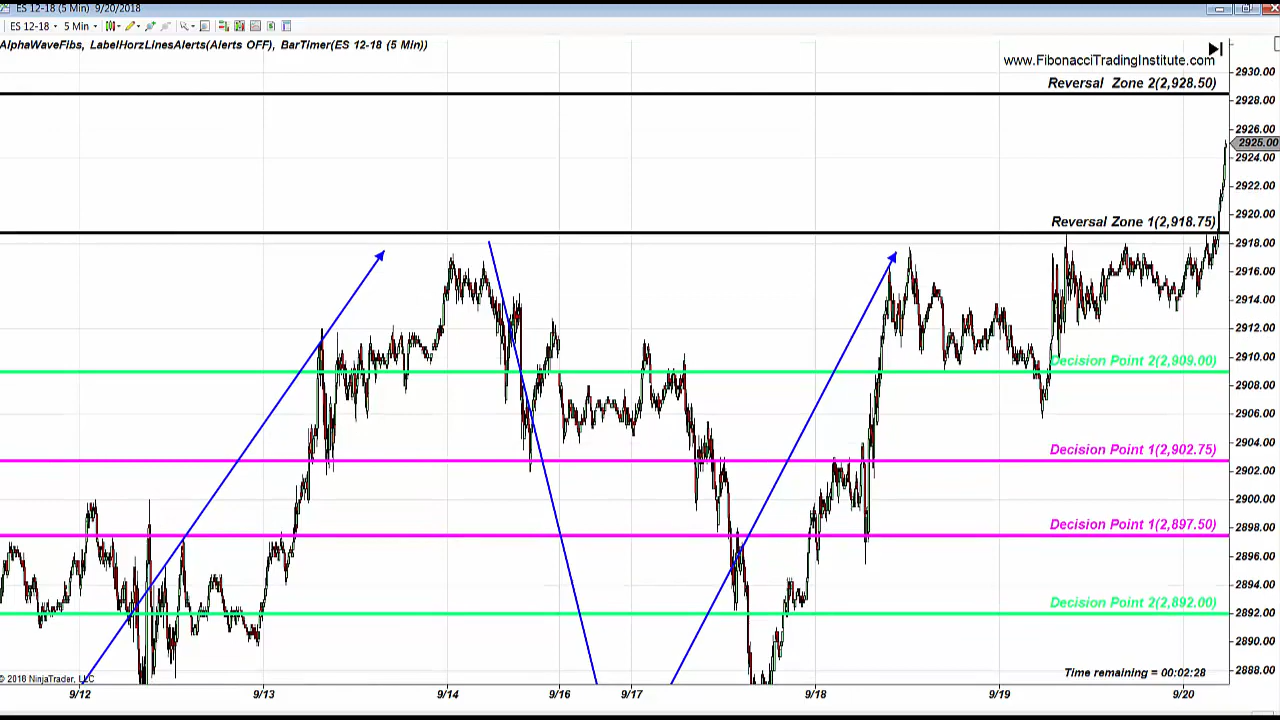 ES 12-18 (5 Min) 9/20/2018
ES 12-18 5 Min
AlphaWaveFibs, LabelHorzLinesAlerts(Alerts OFF), BarTimer(ES 12-18 (5 Min))
www.FibonacciTradingInstitute.com
2930.00
Reversal Zone 2(2,928.50)
2928.00
2926.00
2925.00
2924.00
2922.00
2920.00
Reversal Zone 1(2,918.75)
2918.00
2916.00
2914.00
2912.00
2910.00
Decision Point 2(2,909.00)
2908.00
2906.00
2904.00
Decision Point 1(2,902.75)
2902.00
2900.00
2898.00
Decision Point 1(2,897.50)
2896.00
2894.00
2892.00
Decision Point 2(2,892.00)
2890.00
2888.00
Time remaining = 00:02:28
© 2018 NinjaTrader, LLC
9/12 9/13 9/14 9/16 9/17 9/18 9/19 9/20